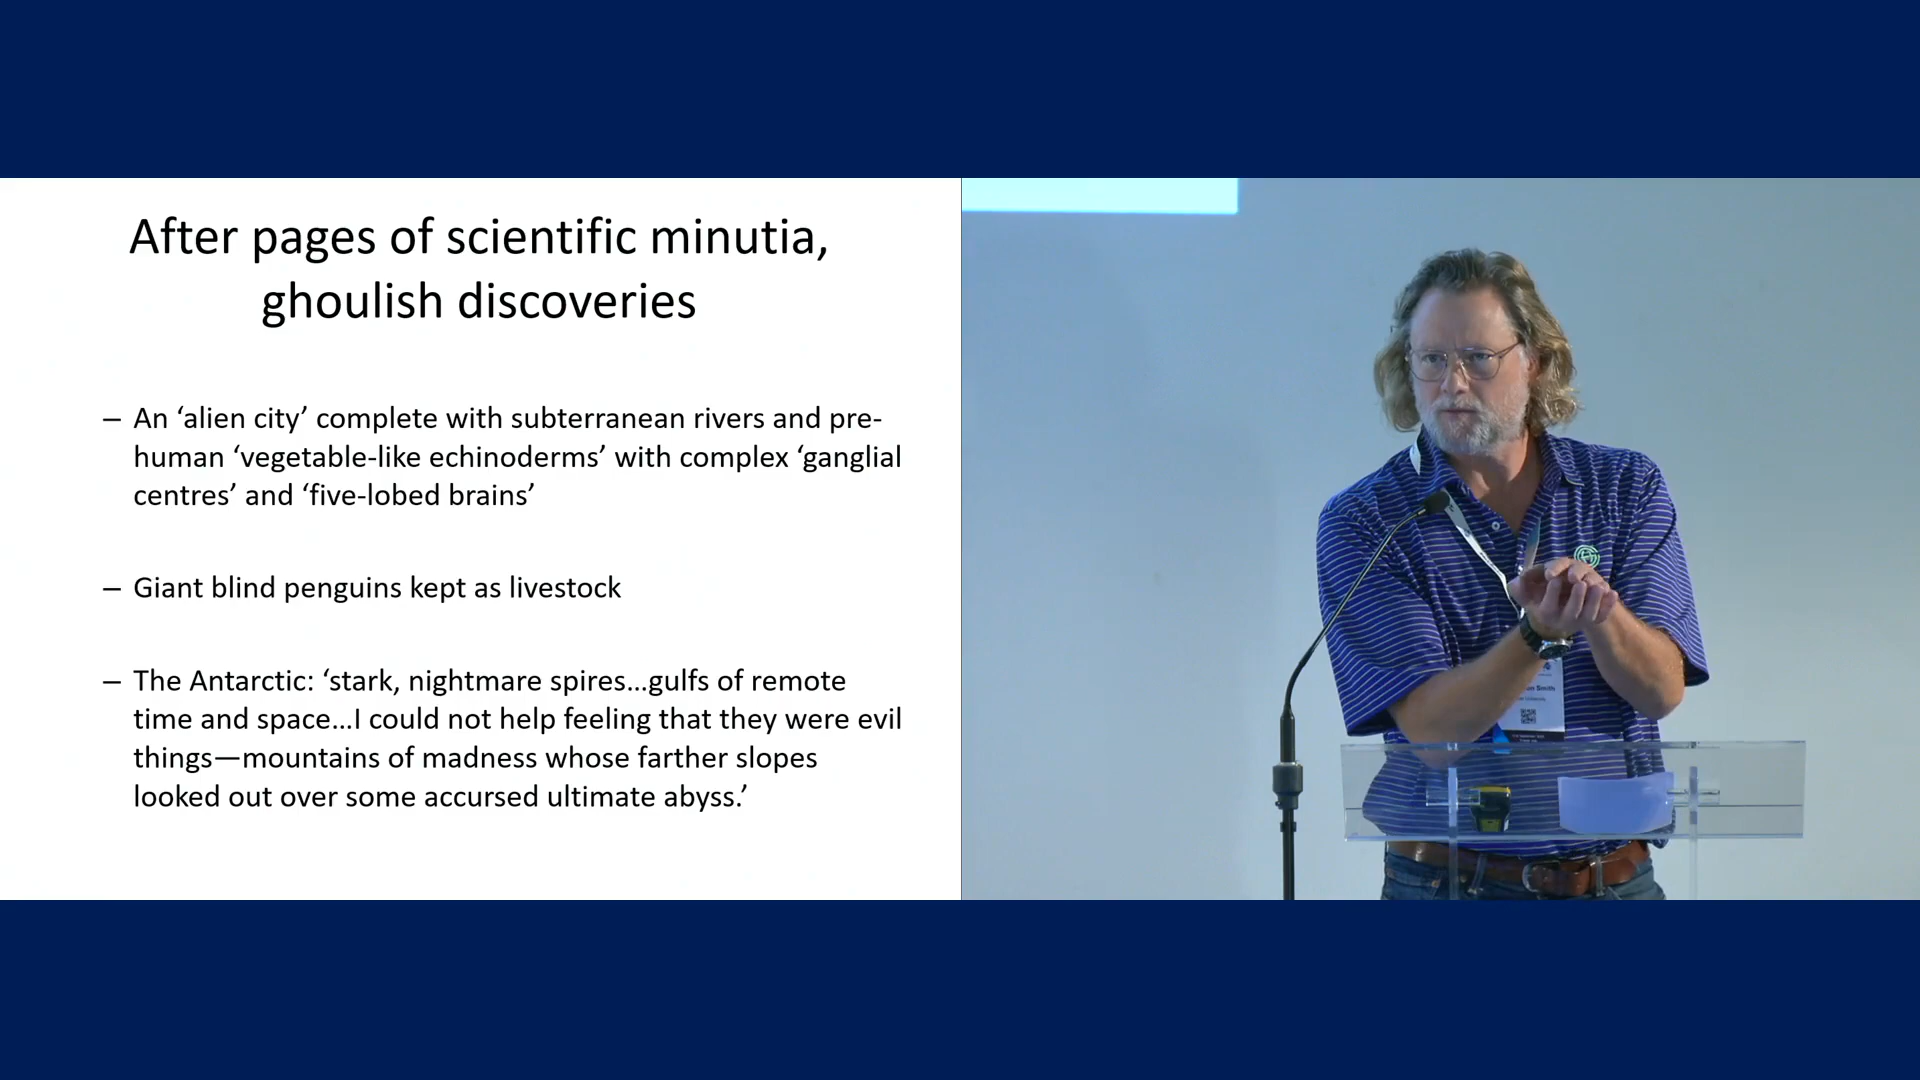 After pages of scientific minutia,
ghoulish discoveries
– An ‘alien city’ complete with subterranean rivers and pre-
human ‘vegetable-like echinoderms’ with complex ‘ganglial
centres’ and ‘five-lobed brains’
– Giant blind penguins kept as livestock
– The Antarctic: ‘stark, nightmare spires...gulfs of remote
time and space...I could not help feeling that they were evil
things—mountains of madness whose farther slopes
looked out over some accursed ultimate abyss.’
Smith